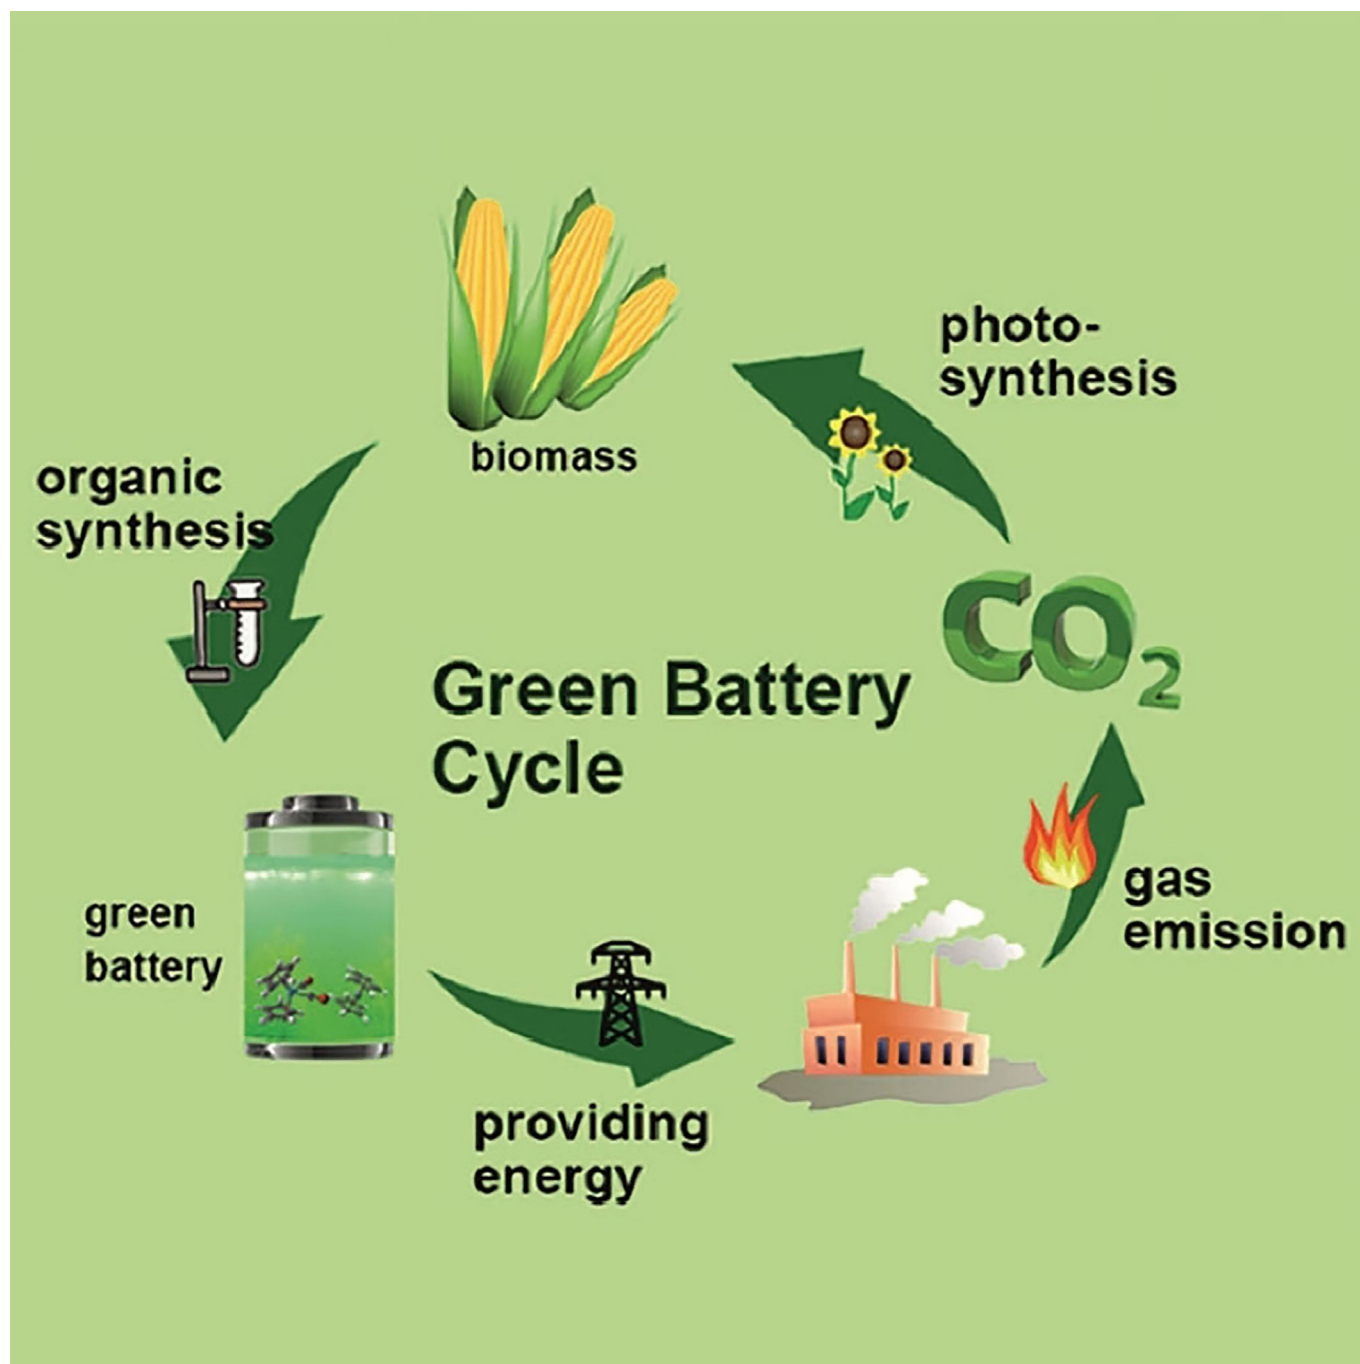 photo-
synthesis
biomass
organic
synthesis
CO₂
Green Battery
Cycle
green
battery
gas
emission
providing
energy